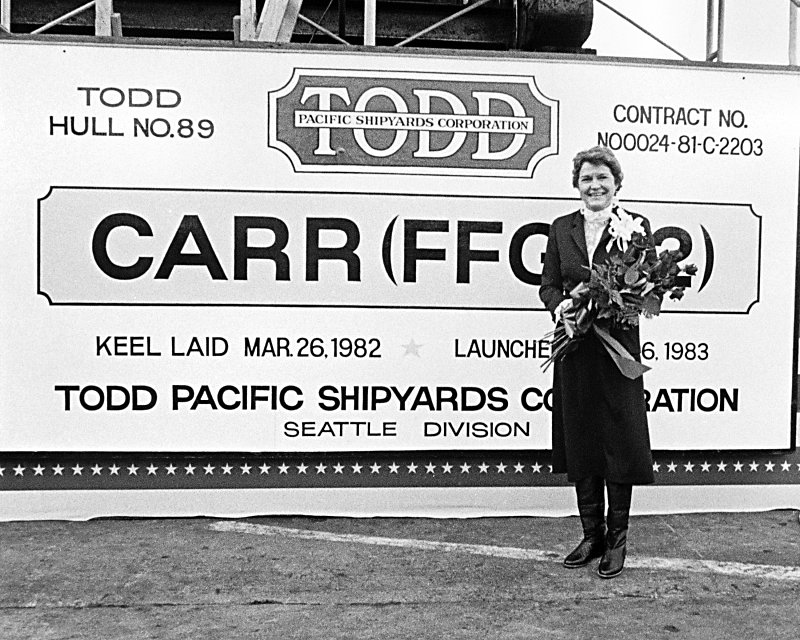 TODD
HULL NO. 89
TODD
PACIFIC SHIPYARDS CORPORATION
CONTRACT NO.
N00024-81-C-2203
CARR (FFG 2)
KEEL LAID MAR. 26, 1982 LAUNCHE 6, 1983
TODD PACIFIC SHIPYARDS CO RATION
SEATTLE DIVISION